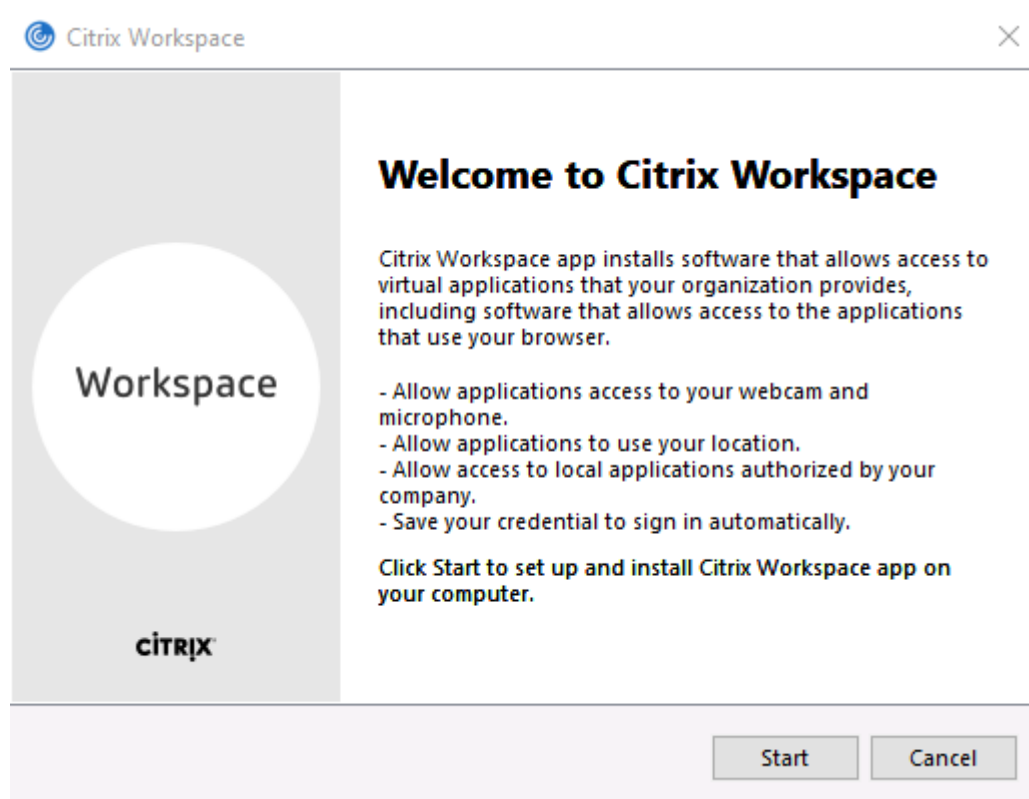 Citrix Workspace
Welcome to Citrix Workspace
Citrix Workspace app installs software that allows access to
virtual applications that your organization provides,
including software that allows access to the applications
that use your browser.
- Allow applications access to your webcam and
microphone.
- Allow applications to use your location.
- Allow access to local applications authorized by your
company.
- Save your credential to sign in automatically.
Click Start to set up and install Citrix Workspace app on
your computer.
Workspace
citrix
Start
Cancel